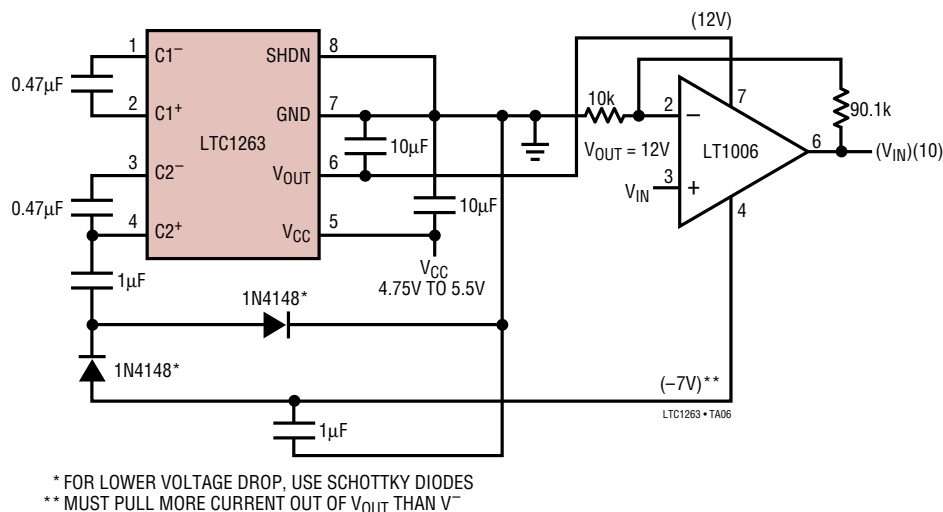 (12V)
1
C1⁻
SHDN
8
0.47µF
10k
2
–
7
90.1k
2
C1⁺
GND
7
LTC1263
10µF
V_OUT = 12V
LT1006
6
(V_IN)(10)
3
C2⁻
V_OUT
6
V_IN
3
+
4
0.47µF
10µF
4
C2⁺
V_CC
5
V_CC
4.75V TO 5.5V
1µF
1N4148*
1N4148*
(–7V)**
LTC1263 • TA06
1µF
* FOR LOWER VOLTAGE DROP, USE SCHOTTKY DIODES
** MUST PULL MORE CURRENT OUT OF V_OUT THAN V⁻